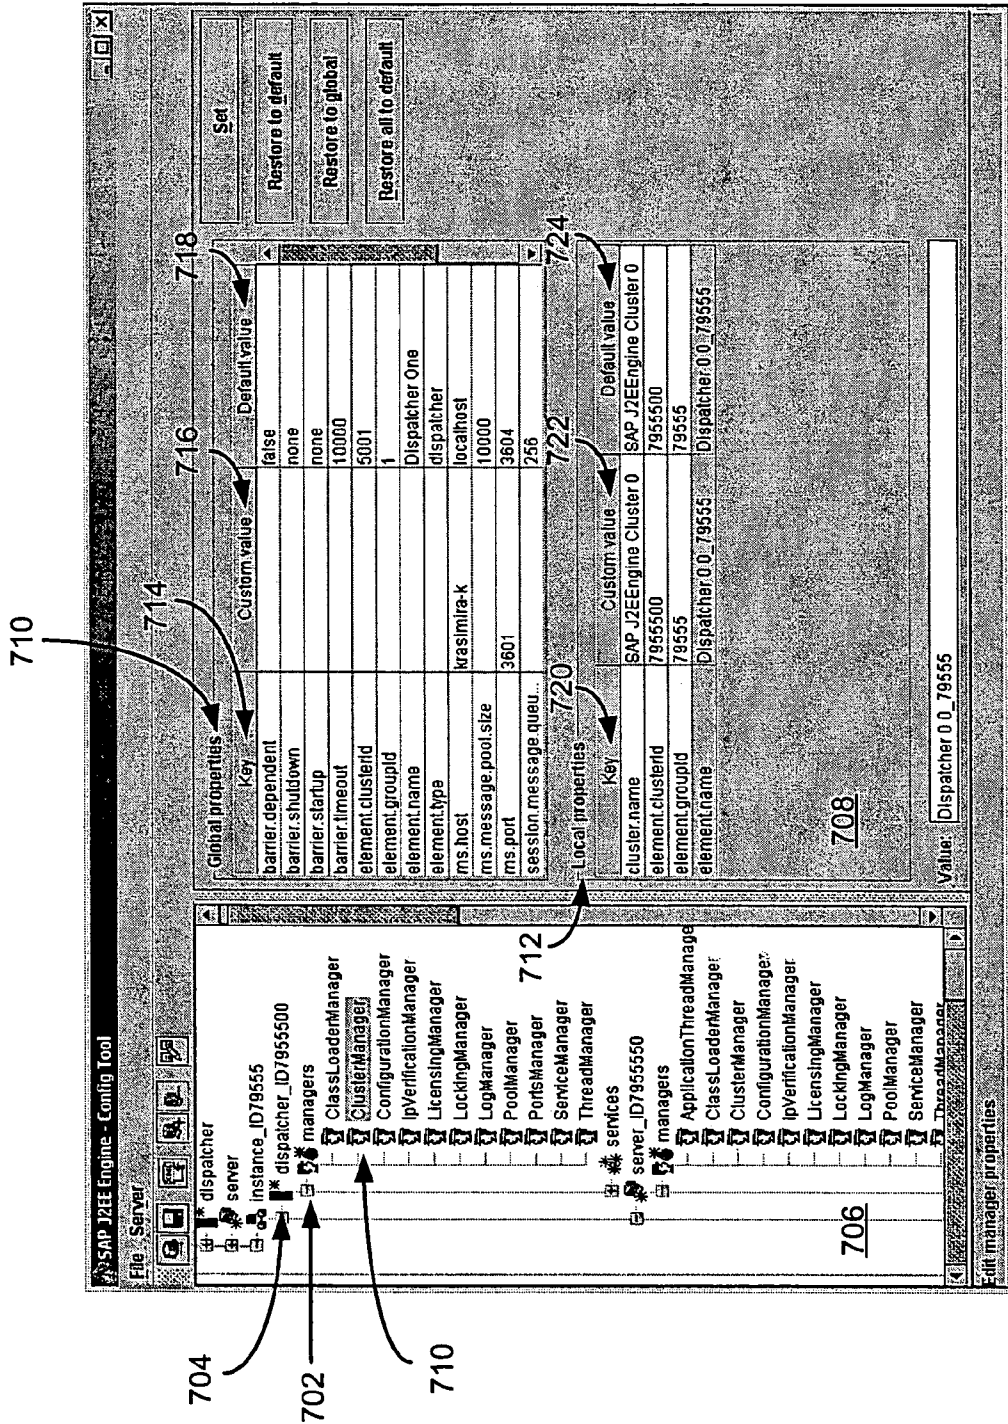 SAP J2EE Engine - Config Tool
File Server
dispatcher
server
instance_ID79555
dispatcher_ID7955500
managers
ClassLoaderManager
ClusterManager
ConfigurationManager
IpVerificationManager
LicensingManager
LockingManager
LogManager
PoolManager
PortsManager
ServiceManager
ThreadManager
services
server_ID7955550
managers
ApplicationThreadManage
ClassLoaderManager
ClusterManager
ConfigurationManager
IpVerificationManager
LicensingManager
LockingManager
LogManager
PoolManager
ServiceManager
ThreadManager
706
704
702
710
710
Global properties
714 716 718
Key Custom value Default value
barrier.dependent false
barrier.shutdown none
barrier.startup none
barrier.timeout 10000
element.clusterId 5001
element.groupId 1
element.name Dispatcher One
element.type dispatcher
ms.host krasimira-k localhost
ms.message.pool.size 10000
ms.port 3601 3604
session.message.queu... 256
712
Local properties
720 722 724
Key Custom value Default value
cluster.name SAP J2EEngine Cluster 0 SAP J2EEngine Cluster 0
element.clusterId 7955500 7955500
element.groupId 79555 79555
element.name Dispatcher 0 0_79555 Dispatcher 0 0_79555
708
Value: Dispatcher 0 0_79555
Set
Restore to default
Restore to global
Restore all to default
Edit manager properties